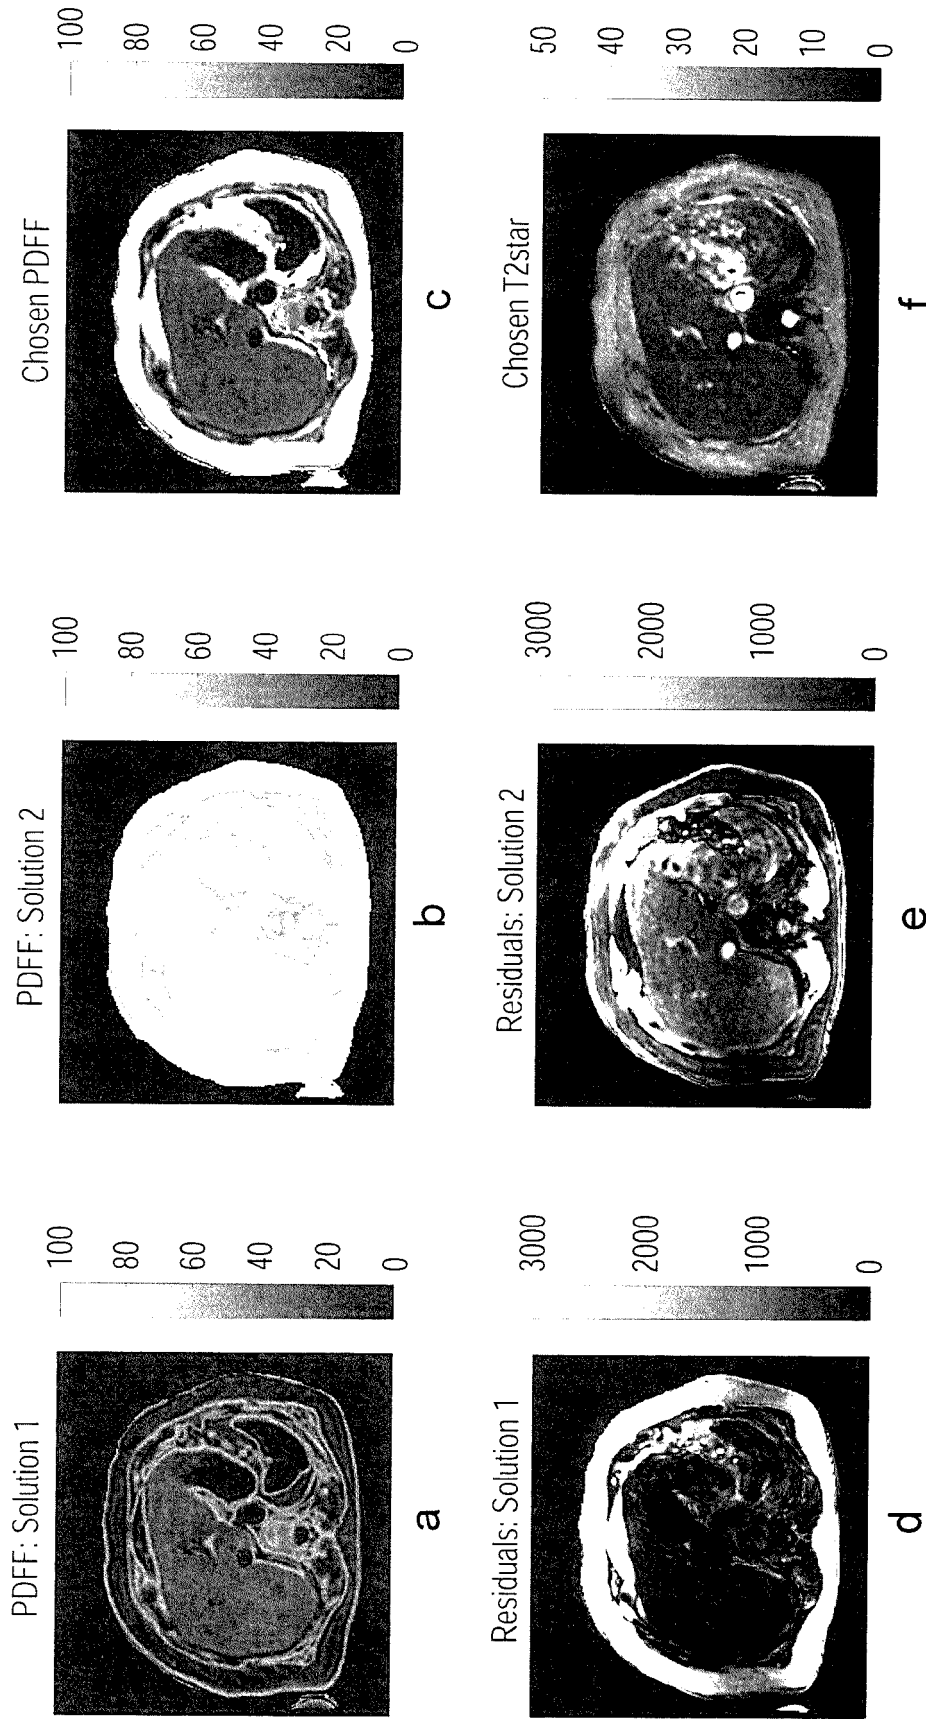 PDFF: Solution 1
100
80
60
40
20
0
a
PDFF: Solution 2
100
80
60
40
20
0
b
Chosen PDFF
100
80
60
40
20
0
c
Residuals: Solution 1
3000
2000
1000
0
d
Residuals: Solution 2
3000
2000
1000
0
e
Chosen T2star
50
40
30
20
10
0
f